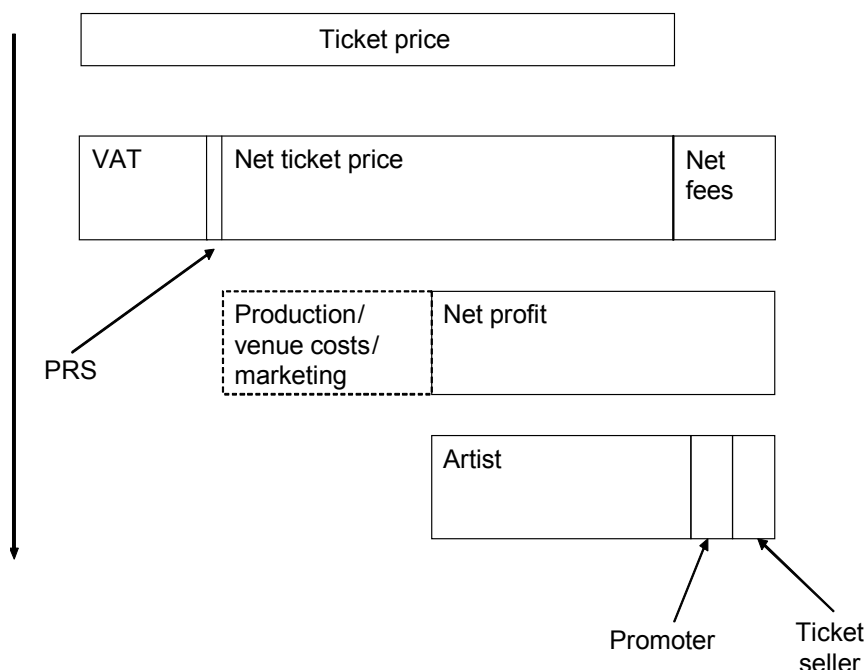 Ticket price
VAT
Net ticket price
Net
fees
Production/
venue costs/
marketing
Net profit
PRS
Artist
Promoter
Ticket
seller